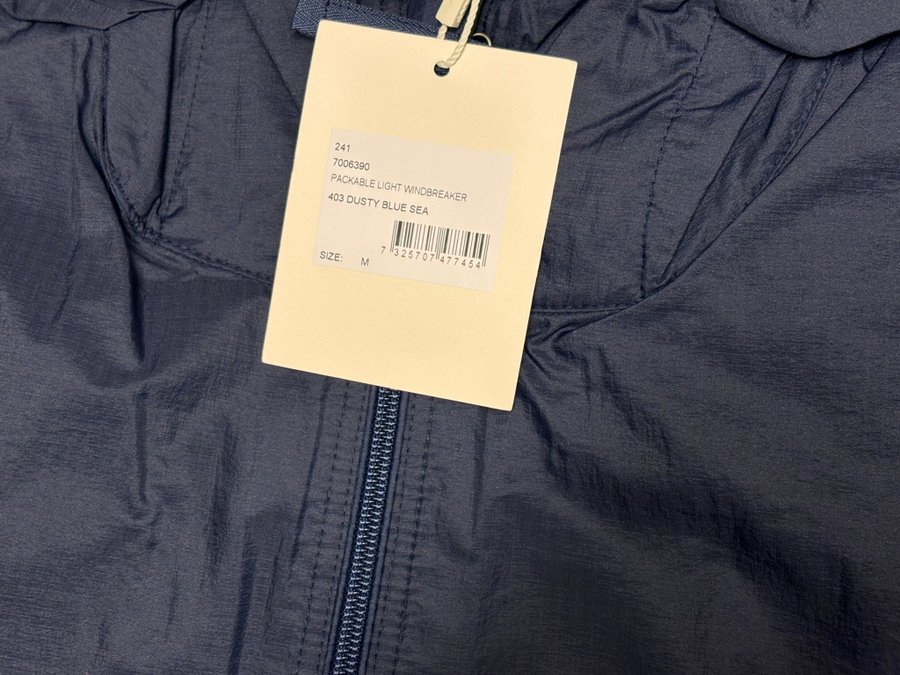 241
7006390
PACKABLE LIGHT WINDBREAKER
403 DUSTY BLUE SEA
7 325707 477454
SIZE: M